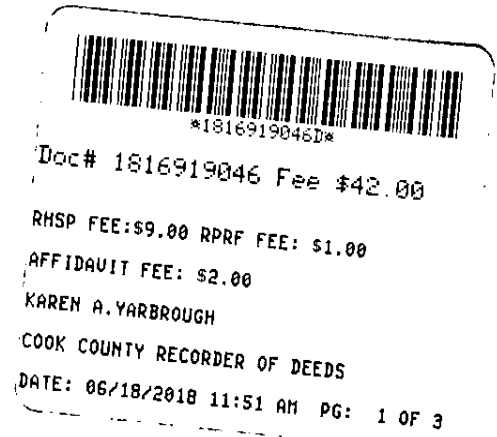 *1816919046D*
Doc# 1816919046 Fee $42.00
RHSP FEE:$9.00 RPRF FEE: $1.00
AFFIDAVIT FEE: $2.00
KAREN A.YARBROUGH
COOK COUNTY RECORDER OF DEEDS
DATE: 06/18/2018 11:51 AM PG: 1 OF 3